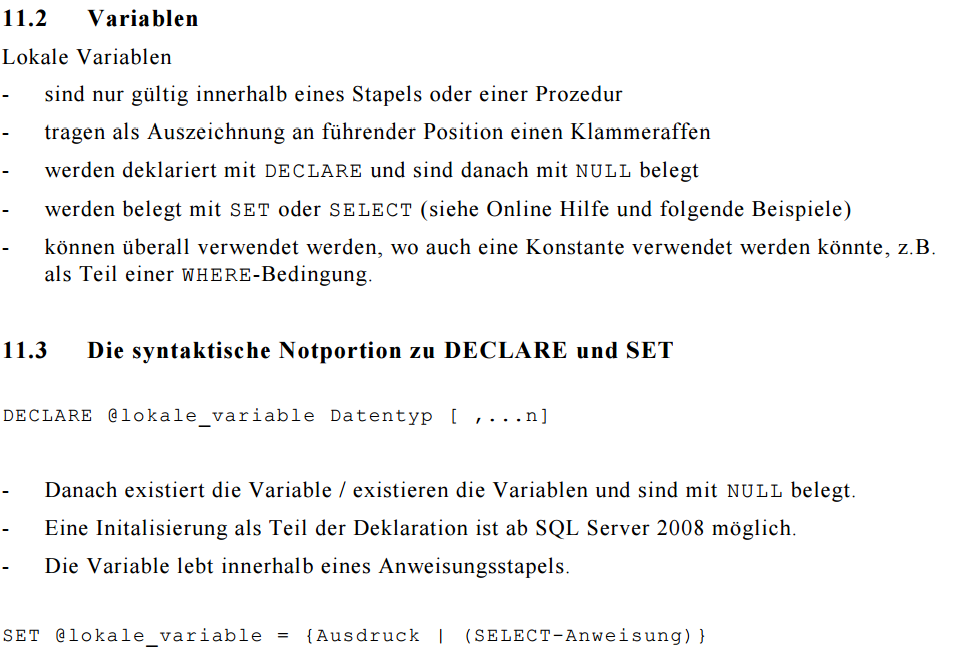 11.2 Variablen
Lokale Variablen
- sind nur gültig innerhalb eines Stapels oder einer Prozedur
- tragen als Auszeichnung an führender Position einen Klammeraffen
- werden deklariert mit DECLARE und sind danach mit NULL belegt
- werden belegt mit SET oder SELECT (siehe Online Hilfe und folgende Beispiele)
- können überall verwendet werden, wo auch eine Konstante verwendet werden könnte, z.B.
als Teil einer WHERE-Bedingung.
11.3 Die syntaktische Notportion zu DECLARE und SET
DECLARE @lokale_variable Datentyp [ ,...n]
- Danach existiert die Variable / existieren die Variablen und sind mit NULL belegt.
- Eine Initalisierung als Teil der Deklaration ist ab SQL Server 2008 möglich.
- Die Variable lebt innerhalb eines Anweisungsstapels.
SET @lokale_variable = {Ausdruck | (SELECT-Anweisung)}